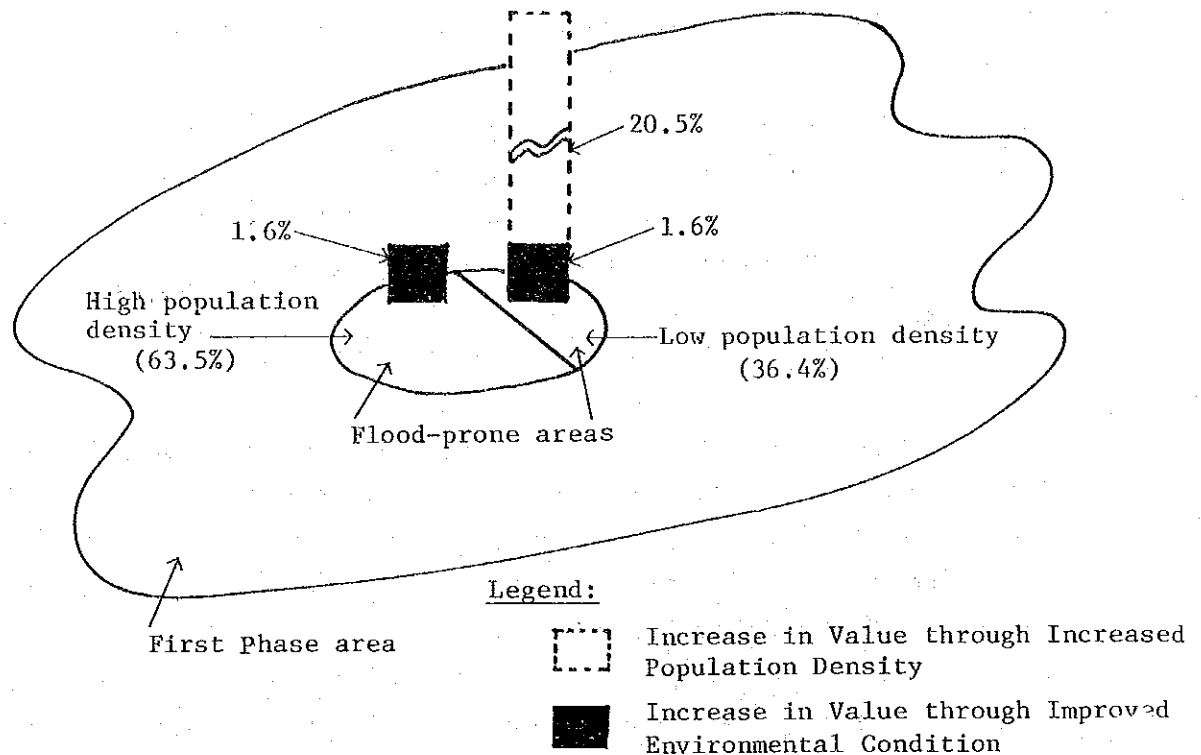 20.5%
1.6%
1.6%
High population
density
(63.5%)
Low population density
(36.4%)
Flood-prone areas
First Phase area
Legend:
Increase in Value through Increased
Population Density
Increase in Value through Improved
Environmental Condition